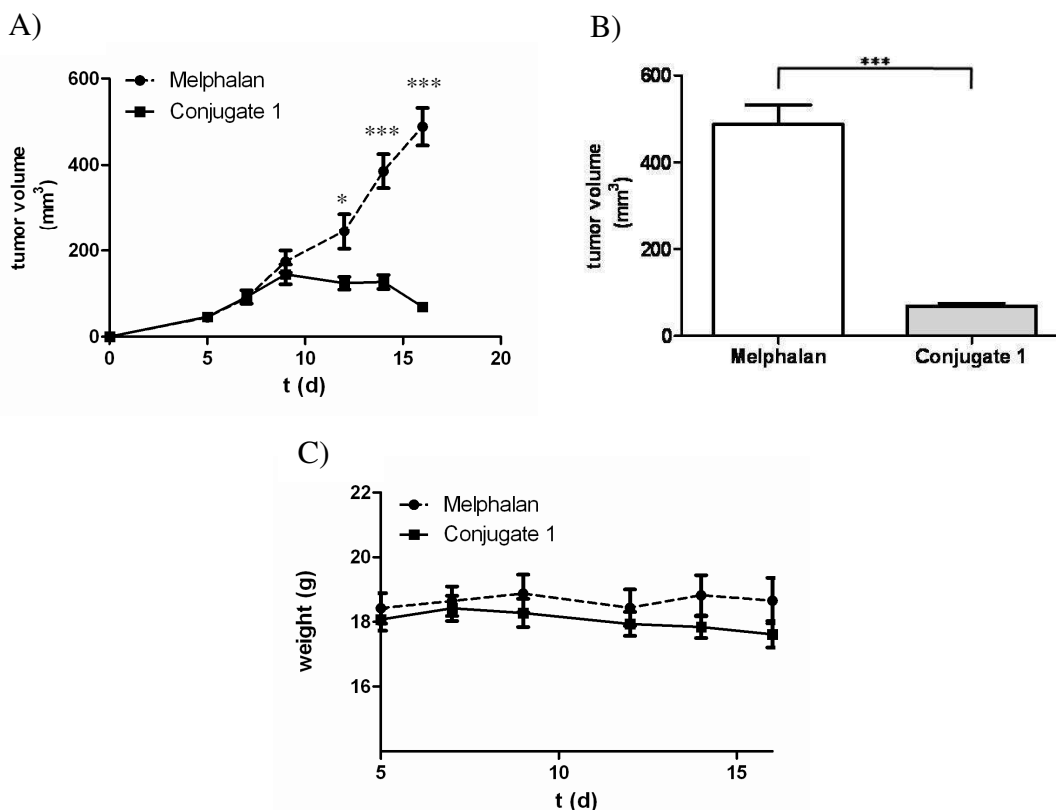 A)
Melphalan
Conjugate 1
600
400
200
0
tumor volume
(mm³)
*
***
***
0 5 10 15 20
t (d)
B)
***
600
400
200
0
tumor volume
(mm³)
Melphalan Conjugate 1
C)
Melphalan
Conjugate 1
22
20
18
16
weight (g)
5 10 15
t (d)